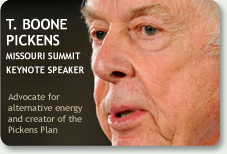 T. BOONE
PICKENS
MISSOURI SUMMIT
KEYNOTE SPEAKER
Advocate for
alternative energy
and creator of the
Pickens Plan